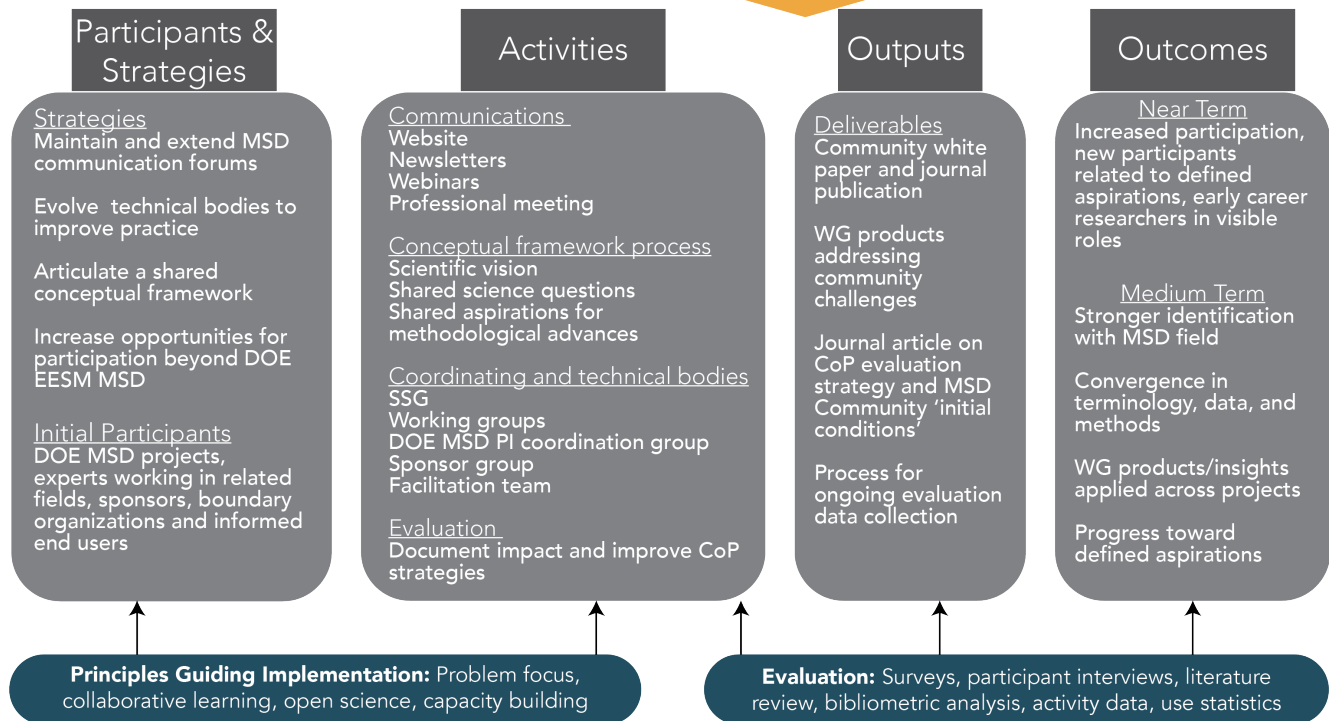 Participants &
Strategies
Strategies
Maintain and extend MSD
communication forums
Evolve technical bodies to
improve practice
Articulate a shared
conceptual framework
Increase opportunities for
participation beyond DOE
EESM MSD
Initial Participants
DOE MSD projects,
experts working in related
fields, sponsors, boundary
organizations and informed
end users
Activities
Communications
Website
Newsletters
Webinars
Professional meeting
Conceptual framework process
Scientific vision
Shared science questions
Shared aspirations for
methodological advances
Coordinating and technical bodies
SSG
Working groups
DOE MSD PI coordination group
Sponsor group
Facilitation team
Evaluation
Document impact and improve CoP
strategies
Outputs
Deliverables
Community white
paper and journal
publication
WG products
addressing
community
challenges
Journal article on
CoP evaluation
strategy and MSD
Community ‘initial
conditions’
Process for
ongoing evaluation
data collection
Outcomes
Near Term
Increased participation,
new participants
related to defined
aspirations, early career
researchers in visible
roles
Medium Term
Stronger identification
with MSD field
Convergence in
terminology, data, and
methods
WG products/insights
applied across projects
Progress toward
defined aspirations
Principles Guiding Implementation: Problem focus,
collaborative learning, open science, capacity building
Evaluation: Surveys, participant interviews, literature
review, bibliometric analysis, activity data, use statistics